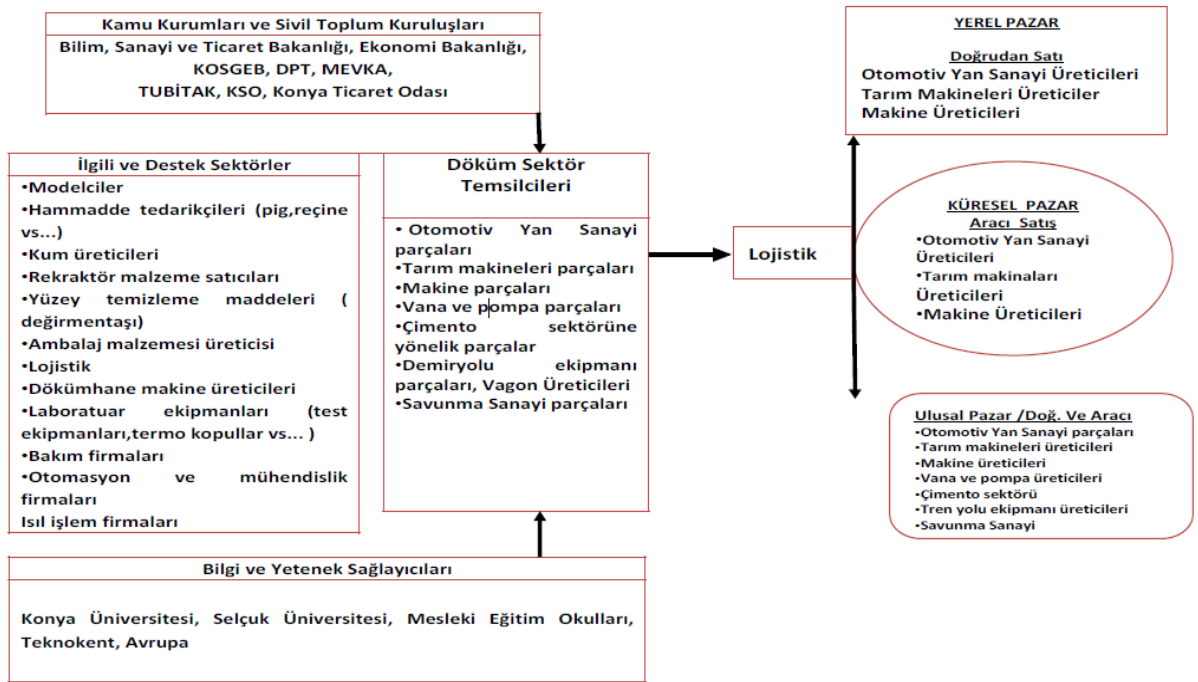 Kamu Kurumları ve Sivil Toplum Kuruluşları
Bilim, Sanayi ve Ticaret Bakanlığı, Ekonomi Bakanlığı,
KOSGEB, DPT, MEVKA,
TUBİTAK, KSO, Konya Ticaret Odası
İlgili ve Destek Sektörler
•Modelciler
•Hammadde tedarikçileri (pig,reçine
vs...)
•Kum üreticileri
•Rekraktör malzeme satıcıları
•Yüzey temizleme maddeleri (
değirmentaşı)
•Ambalaj malzemesi üreticisi
•Lojistik
•Dökümhane makine üreticileri
•Laboratuar ekipmanları (test
ekipmanları,termo kopullar vs... )
•Bakım firmaları
•Otomasyon ve mühendislik
firmaları
Isıl işlem firmaları
Döküm Sektör
Temsilcileri
• Otomotiv Yan Sanayi
parçaları
•Tarım makineleri parçaları
•Makine parçaları
•Vana ve pompa parçaları
•Çimento sektörüne
yönelik parçalar
•Demiryolu ekipmanı
parçaları, Vagon Üreticileri
•Savunma Sanayi parçaları
Bilgi ve Yetenek Sağlayıcıları
Konya Üniversitesi, Selçuk Üniversitesi, Mesleki Eğitim Okulları,
Teknokent, Avrupa
Lojistik
YEREL PAZAR
Doğrudan Satı
Otomotiv Yan Sanayi Üreticileri
Tarım Makineleri Üreticiler
Makine Üreticileri
KÜRESEL PAZAR
Aracı Satış
•Otomotiv Yan Sanayi
Üreticileri
•Tarım makinaları
Üreticileri
•Makine Üreticileri
Ulusal Pazar /Doğ. Ve Aracı
•Otomotiv Yan Sanayi parçaları
•Tarım makineleri üreticileri
•Makine üreticileri
•Vana ve pompa üreticileri
•Çimento sektörü
•Tren yolu ekipmanı üreticileri
•Savunma Sanayi